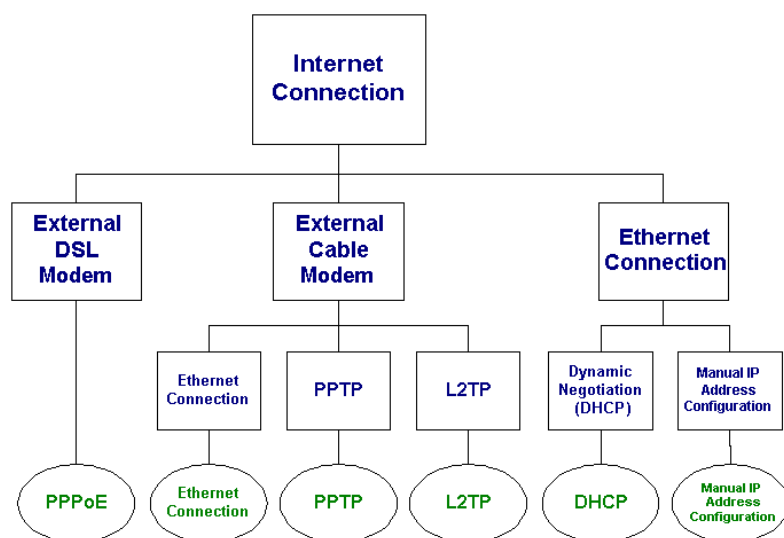 Internet
Connection
External
DSL
Modem
External
Cable
Modem
Ethernet
Connection
Ethernet
Connection
PPTP
L2TP
Dynamic
Negotiation
(DHCP)
Manual IP
Address
Configuration
PPPoE
Ethernet
Connection
PPTP
L2TP
DHCP
Manual IP
Address
Configuration